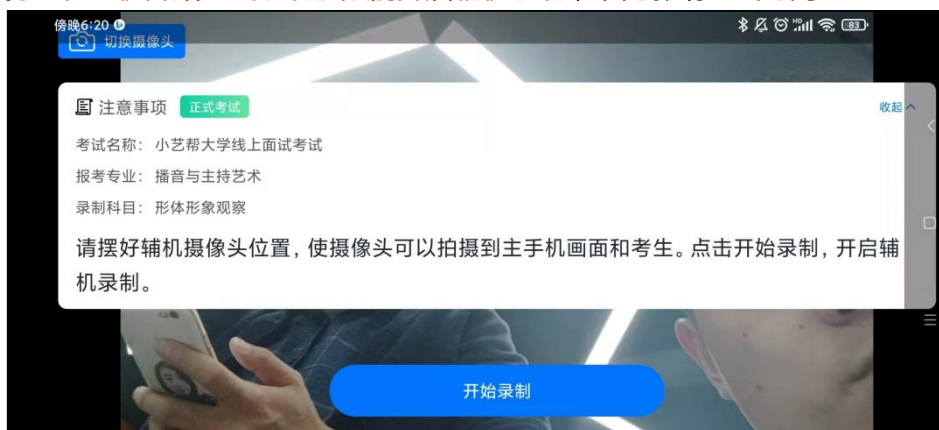 傍晚6:20
83
切换摄像头
注意事项 正式考试 收起
考试名称: 小艺帮大学线上面试考试
报考专业: 播音与主持艺术
录制科目: 形体形象观察
请摆好辅机摄像头位置,使摄像头可以拍摄到主手机画面和考生。点击开始录制,开启辅
机录制。
开始录制